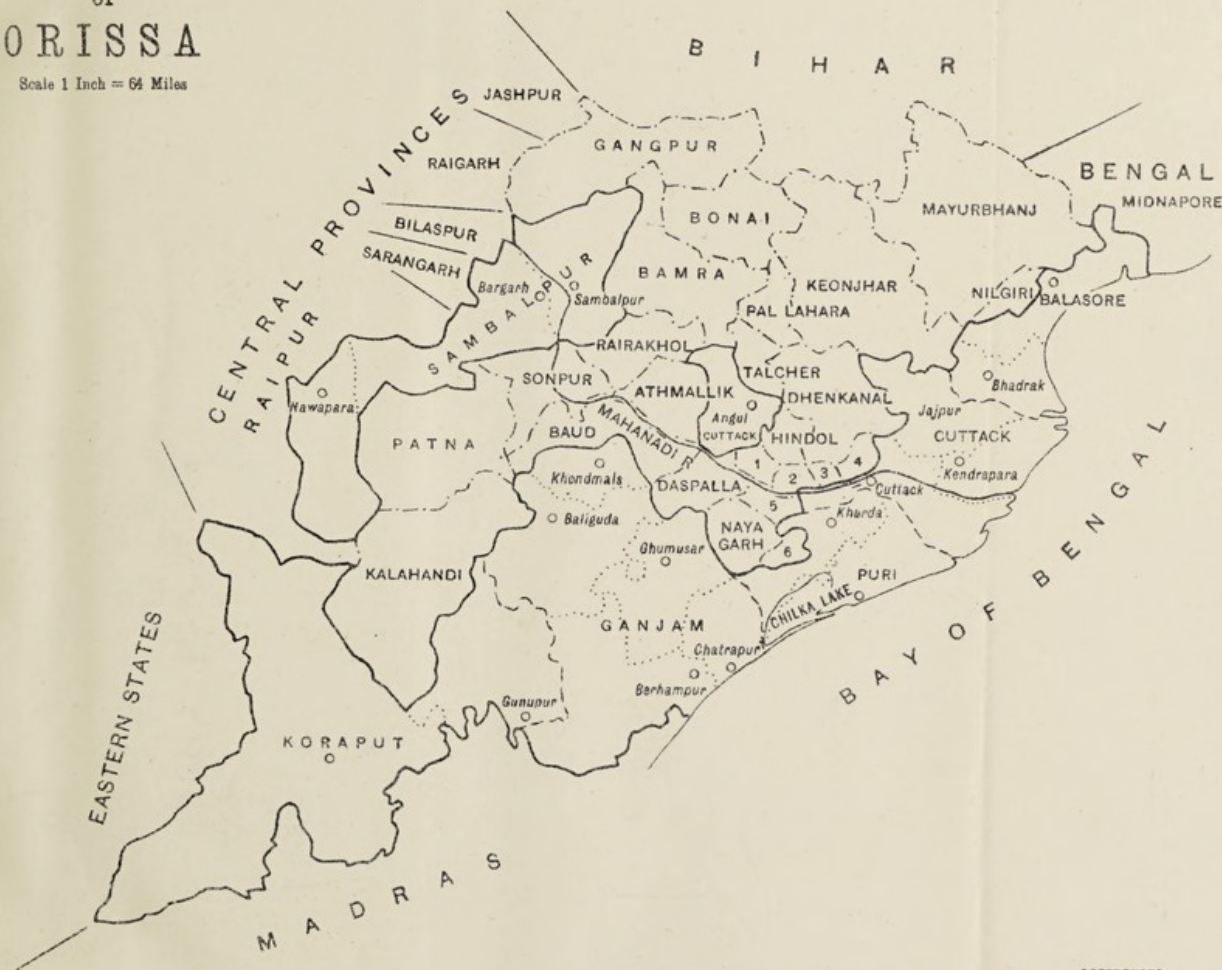 ORISSA
Scale 1 Inch = 64 Miles
BIHAR
CENTRAL PROVINCES
JASHPUR
GANGPUR
RAIGARH
BENGAL
MIDNAPORE
MAYURBHANJ
BONAI
BILASPUR
SARANGARH
BAMRA
Bargarh
SAMBALPUR
Sambalpur
KEONJHAR
NILGIRI
BALASORE
PAL LAHARA
RAIPUR
RAIRAKHOL
SONPUR
ATHMALLIK
TALCHER
DHENKANAL
Bhadrak
Nawapara
Angul
CUTTACK
Jajpur
CUTTACK
PATNA
BAUD
MAHANADI R
HINDOL
Kendrapara
1
2
3
4
Khondmals
DASPALLA
Cuttack
5
Khurda
Baliguda
NAYA
GARH
6
Ghumusar
KALAHANDI
PURI
CHILKA LAKE
BAY OF BENGAL
GANJAM
Chatrapur
Berhampur
Gunupur
EASTERN STATES
KORAPUT
MADRAS